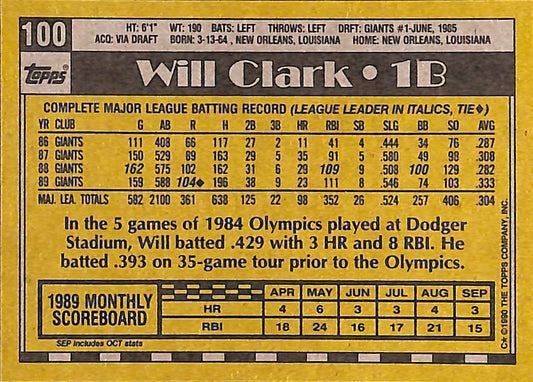 100
HT: 6'1" WT: 190 BATS: LEFT THROWS: LEFT DRFT: GIANTS #1-JUNE, 1985
ACQ: VIA DRAFT BORN: 3-13-64 , NEW ORLEANS, LOUISIANA HOME: NEW ORLEANS, LOUISIANA
Topps
Will Clark • 1B
COMPLETE MAJOR LEAGUE BATTING RECORD (LEAGUE LEADER IN ITALICS, TIE♦)
YR CLUB G AB R H 2B 3B HR RBI SB SLG BB SO AVG
86 GIANTS 111 408 66 117 27 2 11 41 4 .444 34 76 .287
87 GIANTS 150 529 89 163 29 5 35 91 5 .580 49 98 .308
88 GIANTS 162 575 102 162 31 6 29 109 9 .508 100 129 .282
89 GIANTS 159 588 104♦ 196 38 9 23 111 8 .546 74 103 .333
MAJ. LEA. TOTALS 582 2100 361 638 125 22 98 352 26 .524 257 406 .304
In the 5 games of 1984 Olympics played at Dodger
Stadium, Will batted .429 with 3 HR and 8 RBI. He
batted .393 on 35-game tour prior to the Olympics.
1989 MONTHLY
SCOREBOARD
APR MAY JUN JUL AUG SEP
HR 4 6 3 3 4 3
RBI 18 24 16 17 21 15
SEP includes OCT stats
C* © 1990 THE TOPPS COMPANY, INC.